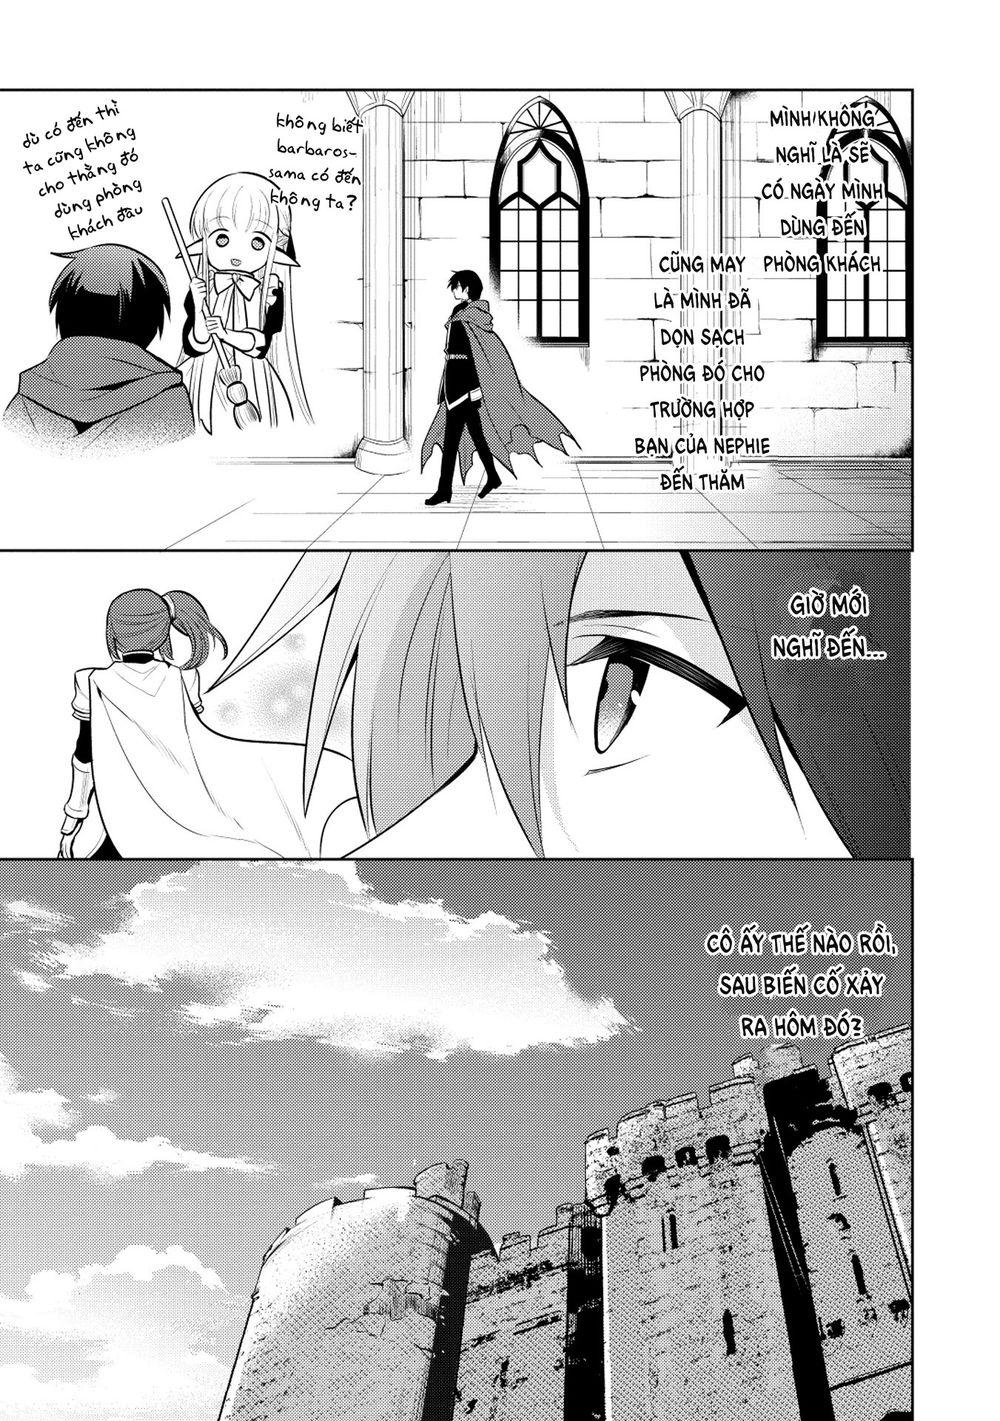 MÌNH KHÔNG
NGHĨ LÀ SẼ
CÓ NGÀY MÌNH
DÙNG ĐẾN
PHÒNG KHÁCH
CŨNG MAY
LÀ MÌNH ĐÃ
DỌN SẠCH
PHÒNG ĐÓ CHO
TRƯỜNG HỢP
BẠN CỦA NEPHIE
ĐẾN THĂM
không biết
barbaros-
sama có đến
không ta?
dù có đến thì
ta cũng không
cho thằng đó
dùng phòng
khách đâu
GIỜ MỚI
NGHĨ ĐẾN...
CÔ ẤY THẾ NÀO RỒI,
SAU BIẾN CỐ XẢY
RA HÔM ĐÓ?